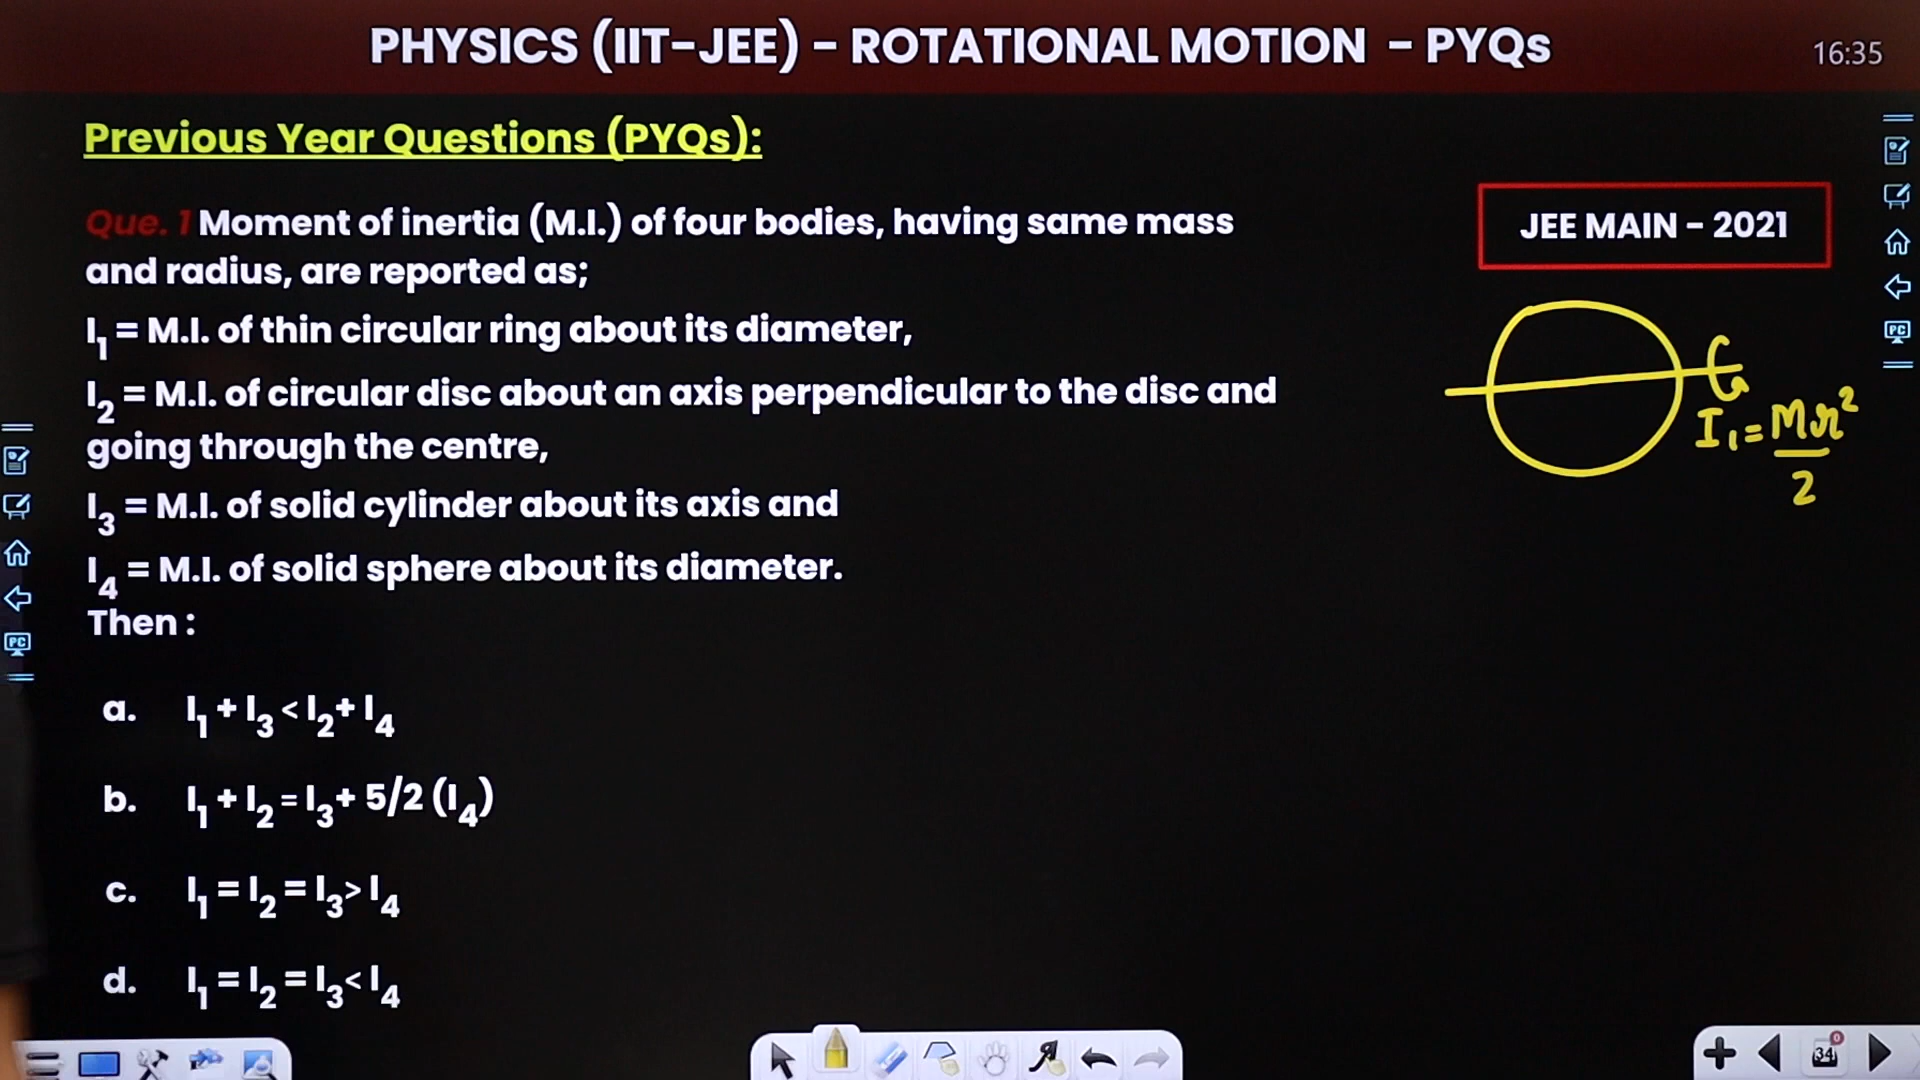 PHYSICS (IIT-JEE) - ROTATIONAL MOTION - PYQs
16:35
Previous Year Questions (PYQs):
Que. 1 Moment of inertia (M.I.) of four bodies, having same mass
and radius, are reported as;
JEE MAIN - 2021
I₁ = M.I. of thin circular ring about its diameter,
I₂ = M.I. of circular disc about an axis perpendicular to the disc and
going through the centre,
I₃ = M.I. of solid cylinder about its axis and
I₄ = M.I. of solid sphere about its diameter.
Then :
I₁ = Mr²/2
a. I₁ + I₃ < I₂ + I₄
b. I₁ + I₂ = I₃ + 5/2 (I₄)
c. I₁ = I₂ = I₃ > I₄
d. I₁ = I₂ = I₃ < I₄
PC
PC
34
0